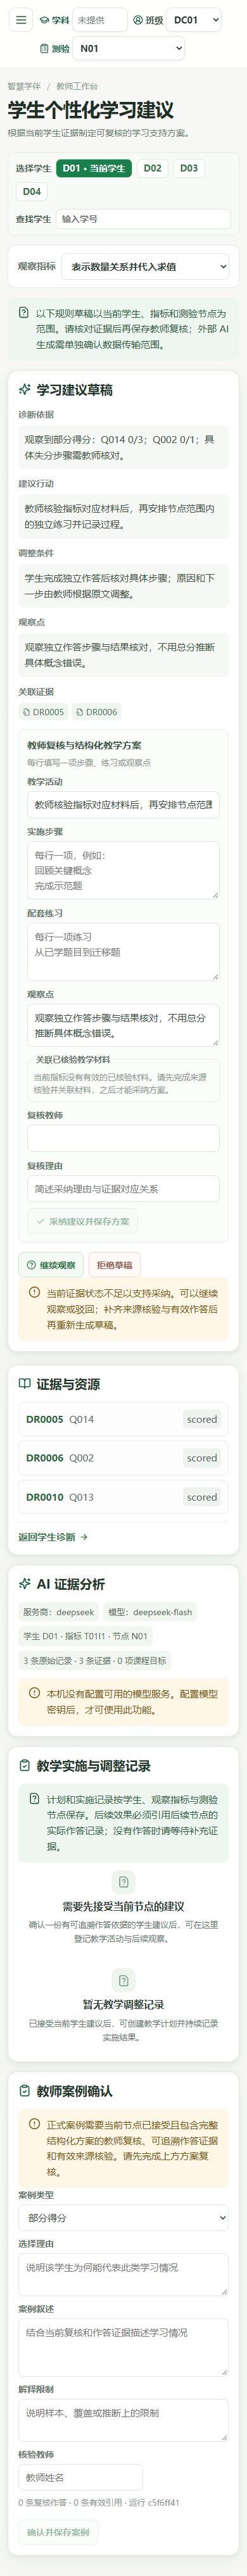 学科 未提供 班级 DC01
测验 N01
智慧学伴 / 教师工作台
学生个性化学习建议
根据当前学生证据制定可复核的学习支持方案。
选择学生 D01 • 当前学生 D02 D03
D04
查找学生 输入学号
观察指标 表示数量关系并代入求值
以下规则草稿以当前学生、指标和测验节点为
范围。请核对证据后再保存教师复核；外部 AI
生成需单独确认数据传输范围。
学习建议草稿
诊断依据
观察到部分得分：Q014 0/3；Q002 0/1；具
体失分步骤需教师核对。
建议行动
教师核验指标对应材料后，再安排节点范围内
的独立练习并记录过程。
调整条件
学生完成独立作答后核对具体步骤；原因和下
一步由教师根据原文调整。
观察点
观察独立作答步骤与结果核对，不用总分推断
具体概念错误。
关联证据
DR0005 DR0006
教师复核与结构化教学方案
每行填写一项步骤、练习或观察点
教学活动
教师核验指标对应材料后，再安排节点范围
实施步骤
每行一项，例如：
回顾关键概念
完成示范题
配套练习
每行一项练习
从已学题目到迁移题
观察点
观察独立作答步骤与结果核对，不用总分
推断具体概念错误。
关联已核验教学材料
当前指标没有有效的已核验材料。请先完成来源
核验并关联材料，之后才能采纳方案。
复核教师
复核理由
简述采纳理由与证据对应关系
采纳建议并保存方案
继续观察 拒绝草稿
当前证据状态不足以支持采纳。可以继续
观察或驳回；补齐来源核验与有效作答后
再重新生成草稿。
证据与资源
DR0005 Q014 scored
DR0006 Q002 scored
DR0010 Q013 scored
返回学生诊断 →
AI 证据分析
服务商：deepseek 模型：deepseek-flash
学生 D01 · 指标 T01I1 · 节点 N01
3 条原始记录 · 3 条证据 · 0 项课程目标
本机没有配置可用的模型服务。配置模型
密钥后，才可使用此功能。
教学实施与调整记录
计划和实施记录按学生、观察指标与测验
节点保存。后续效果必须引用后续节点的
实际作答记录；没有作答时请等待补充证
据。
需要先接受当前节点的建议
确认一份有可追溯作答依据的学生建议后，可在这里
登记教学活动与后续观察。
暂无教学调整记录
已接受当前学生建议后，可创建教学计划并持续记录
实施结果。
教师案例确认
正式案例需要当前节点已接受且包含完整
结构化方案的教师复核、可追溯作答证据
和有效来源核验。请先完成上方方案复
核。
案例类型
部分得分
选择理由
说明该学生为何能代表此类学习情况
案例叙述
结合当前复核和作答证据描述学习情况
解释限制
说明样本、覆盖或推断上的限制
核验教师
教师姓名
0 条复核作答 · 0 条有效引用 · 运行 c5f6ff41
确认并保存案例